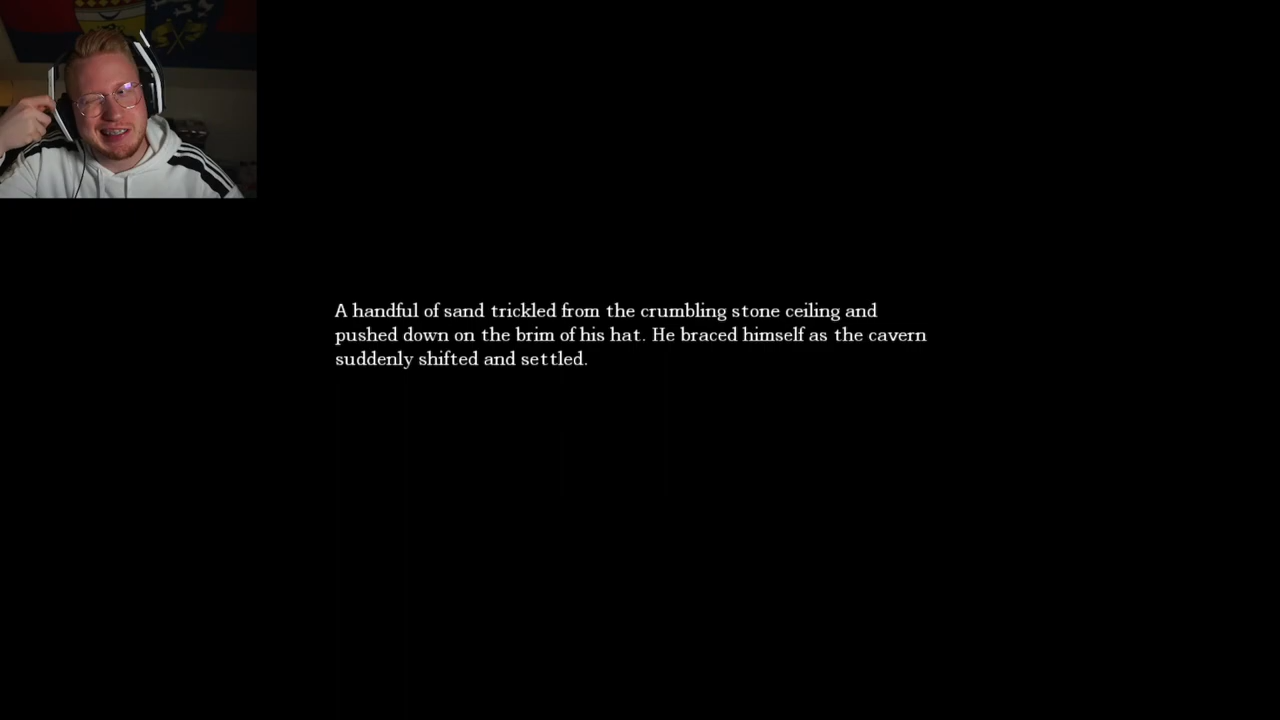 A handful of sand trickled from the crumbling stone ceiling and
pushed down on the brim of his hat. He braced himself as the cavern
suddenly shifted and settled.